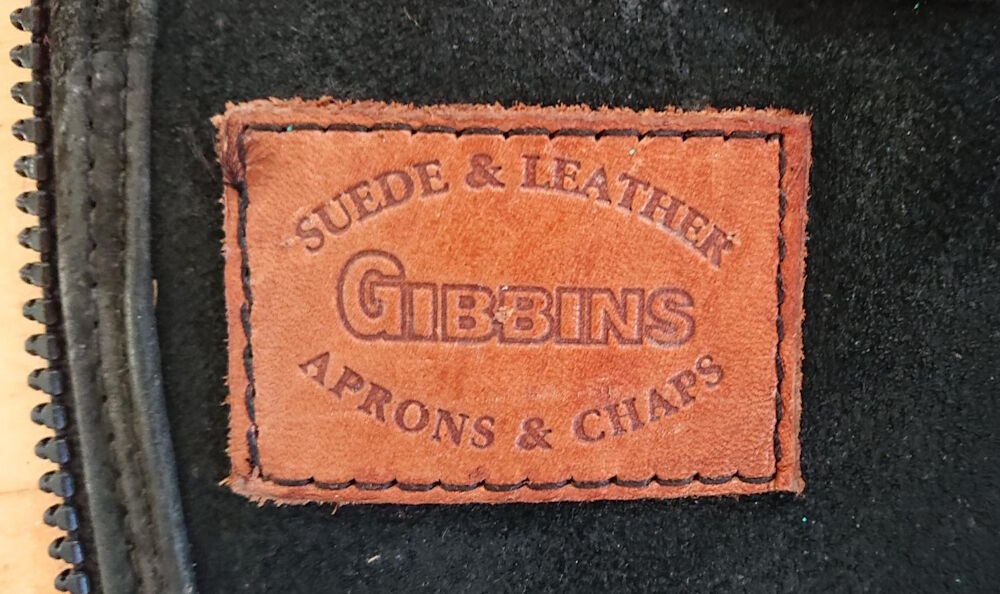 SUEDE & LEATHER
GIBBINS
APRONS & CHAPS